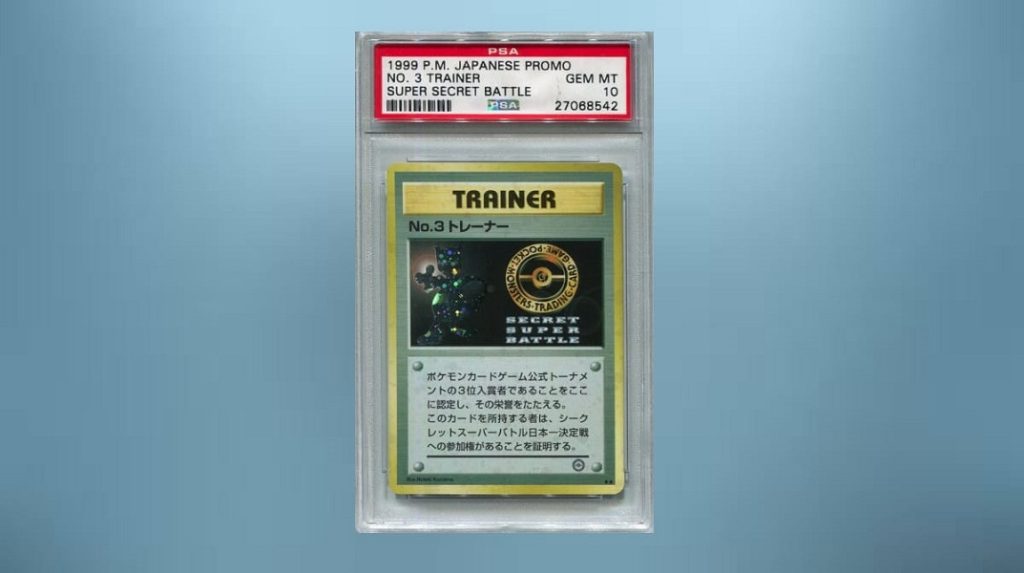 PSA
1999 P.M. JAPANESE PROMO
NO. 3 TRAINER GEM MT
SUPER SECRET BATTLE 10
PSA 27068542
TRAINER
No.3 トレーナー
POCKET-MONSTERS-TRADING-CARD-GAME
SECRET
SUPER
BATTLE
ポケモンカードゲーム公式トーナメ
ントの3位入賞者であることをここ
に認定し、その栄誉をたたえる。
このカードを所持する者は、シーク
レットスーパーバトル日本一決定戦
への参加権があることを証明する。